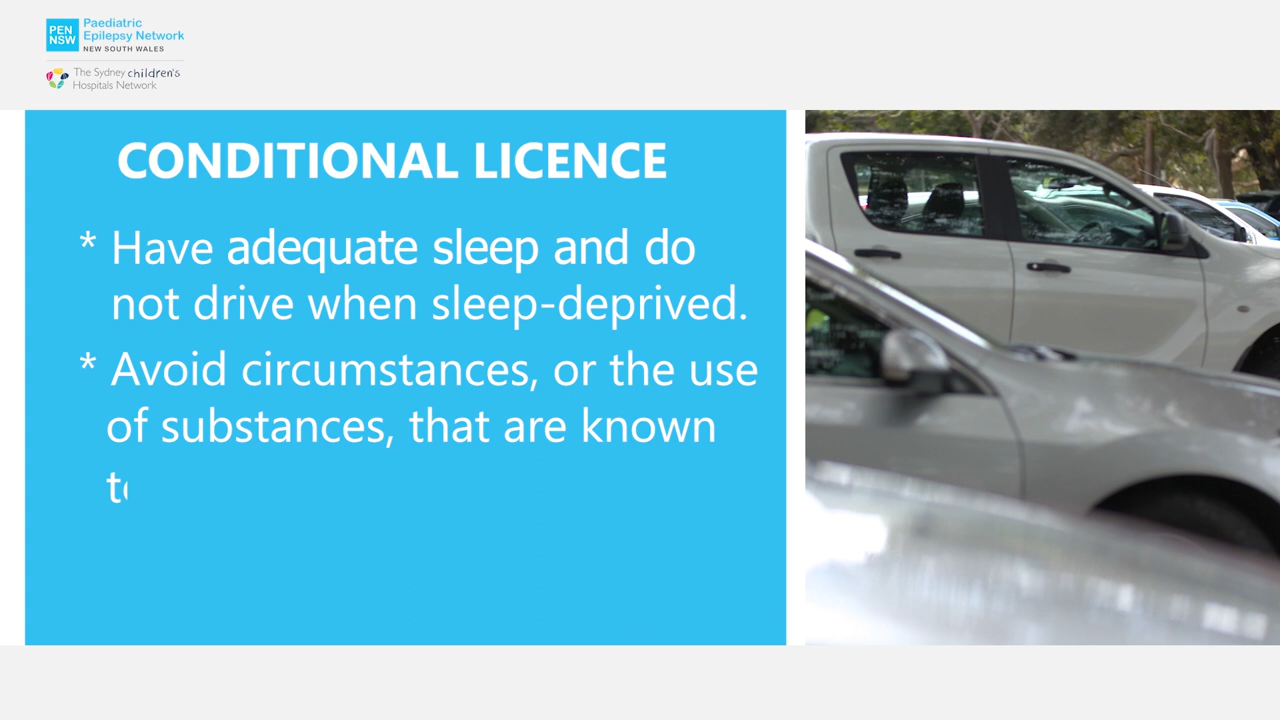 PEN
NSW
Paediatric
Epilepsy Network
NEW SOUTH WALES
The Sydney children's
Hospitals Network
CONDITIONAL LICENCE
* Have adequate sleep and do
not drive when sleep-deprived.
* Avoid circumstances, or the use
of substances, that are known